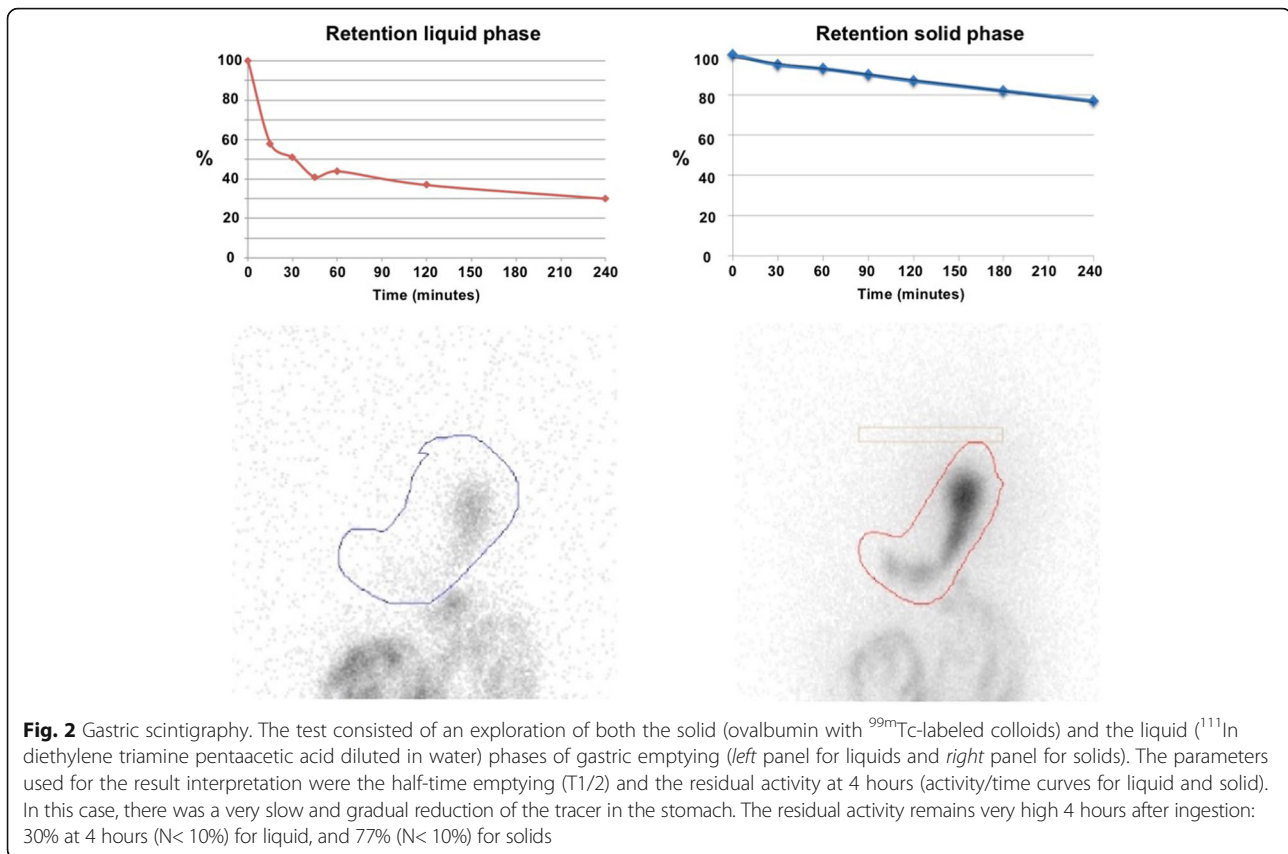 Retention liquid phase
100
80
60
%
40
20
0
0 30 60 90 120 150 180 210 240
Time (minutes)
Retention solid phase
100
80
60
%
40
20
0
0 30 60 90 120 150 180 210 240
Time (minutes)
Fig. 2 Gastric scintigraphy. The test consisted of an exploration of both the solid (ovalbumin with ⁹⁹ᵐTc-labeled colloids) and the liquid (¹¹¹In
diethylene triamine pentaacetic acid diluted in water) phases of gastric emptying (left panel for liquids and right panel for solids). The parameters
used for the result interpretation were the half-time emptying (T1/2) and the residual activity at 4 hours (activity/time curves for liquid and solid).
In this case, there was a very slow and gradual reduction of the tracer in the stomach. The residual activity remains very high 4 hours after ingestion:
30% at 4 hours (N< 10%) for liquid, and 77% (N< 10%) for solids